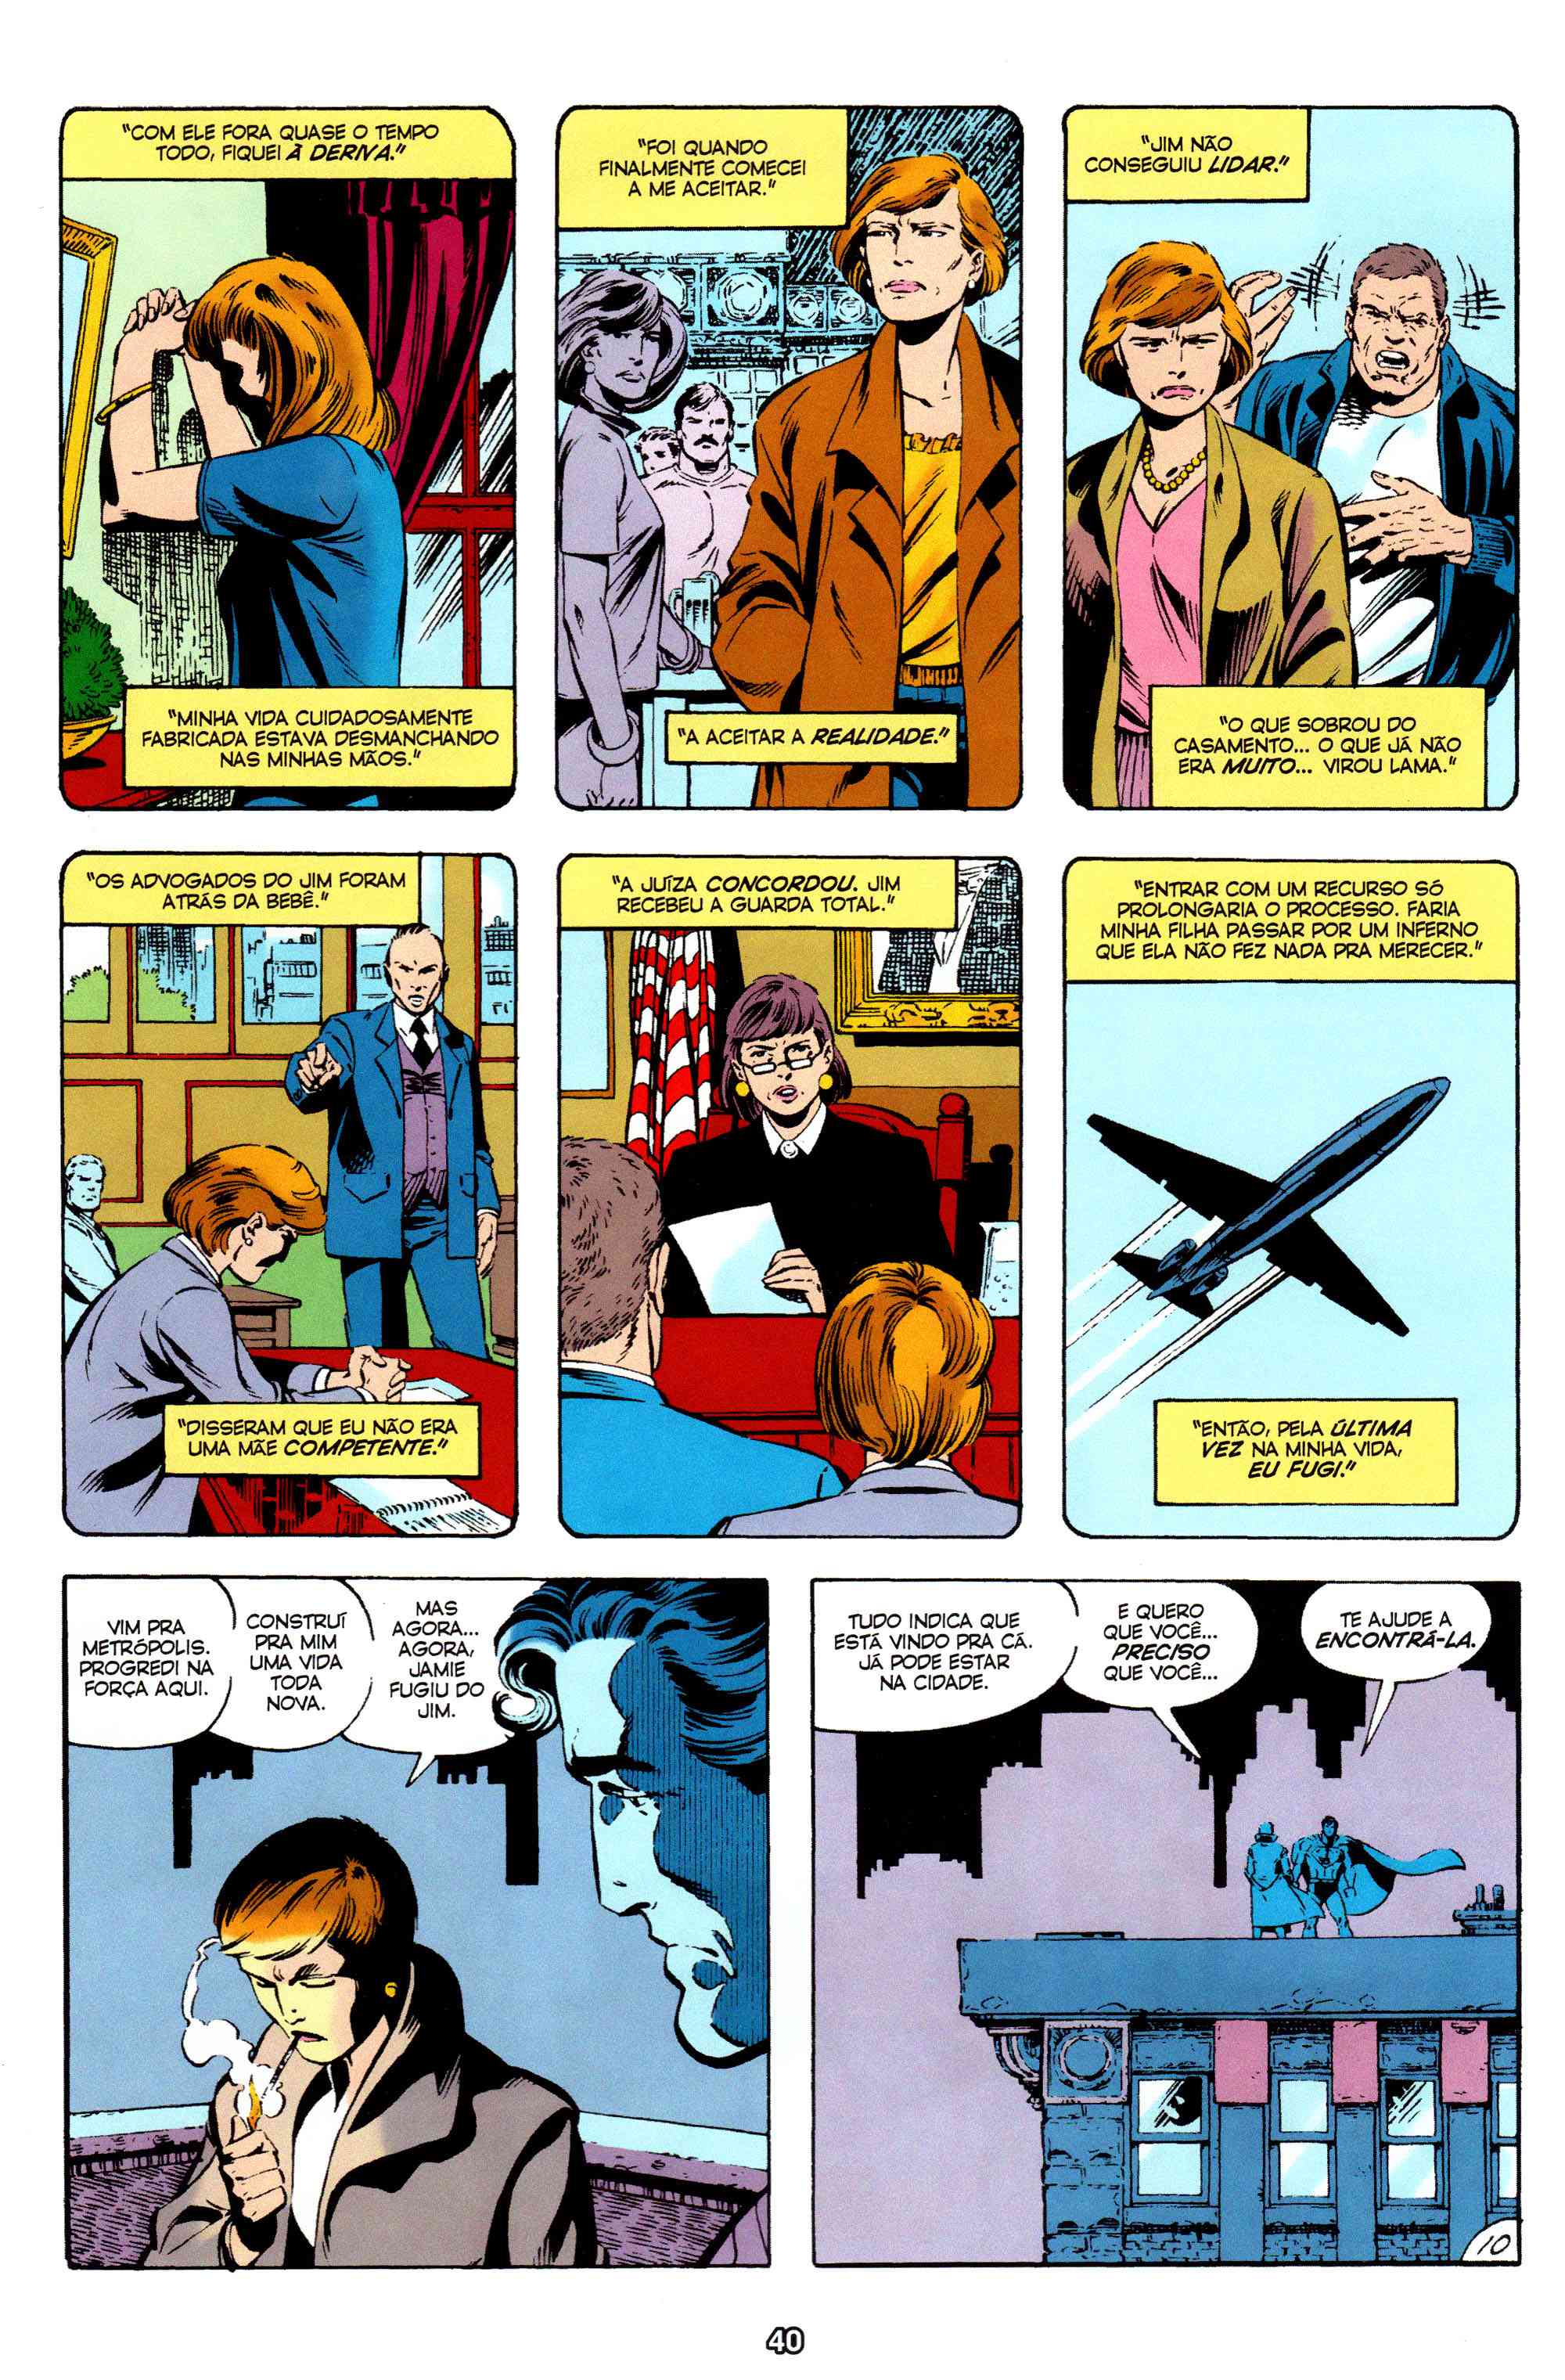 "COM ELE FORA QUASE O TEMPO
TODO, FIQUEI À DERIVA."
"MINHA VIDA CUIDADOSAMENTE
FABRICADA ESTAVA DESMANCHANDO
NAS MINHAS MÃOS."
"FOI QUANDO
FINALMENTE COMECEI
A ME ACEITAR."
"A ACEITAR A REALIDADE."
"JIM NÃO
CONSEGUIU LIDAR."
"O QUE SOBROU DO
CASAMENTO... O QUE JÁ NÃO
ERA MUITO... VIROU LAMA."
"OS ADVOGADOS DO JIM FORAM
ATRÁS DA BEBÊ."
"DISSERAM QUE EU NÃO ERA
UMA MÃE COMPETENTE."
"A JUÍZA CONCORDOU. JIM
RECEBEU A GUARDA TOTAL."
"ENTRAR COM UM RECURSO SÓ
PROLONGARIA O PROCESSO. FARIA
MINHA FILHA PASSAR POR UM INFERNO
QUE ELA NÃO FEZ NADA PRA MERECER."
"ENTÃO, PELA ÚLTIMA
VEZ NA MINHA VIDA,
EU FUGI."
VIM PRA
METRÓPOLIS.
PROGREDI NA
FORÇA AQUI.
CONSTRUÍ
PRA MIM
UMA VIDA
TODA
NOVA.
MAS
AGORA...
AGORA,
JAMIE
FUGIU DO
JIM.
TUDO INDICA QUE
ESTÁ VINDO PRA CÁ.
JÁ PODE ESTAR
NA CIDADE.
E QUERO
QUE VOCÊ...
PRECISO
QUE VOCÊ...
TE AJUDE A
ENCONTRÁ-LA.
10
40